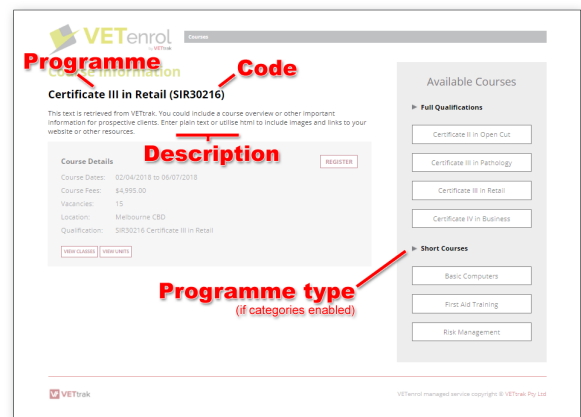 VETenrol
by VETtrak
Courses
Programme
Code
Course Information
Certificate III in Retail (SIR30216)
This text is retrieved from VETtrak. You could include a course overview or other important
information for prospective clients. Enter plain text or utilise html to include images and links to your
website or other resources.
Description
Course Details
REGISTER
Course Dates: 02/04/2018 to 06/07/2018
Course Fees: $4,995.00
Vacancies: 15
Location: Melbourne CBD
Qualification: SIR30216 Certificate III in Retail
VIEW CLASSES VIEW UNITS
Programme type
(if categories enabled)
Available Courses
Full Qualifications
Certificate II in Open Cut
Certificate III in Pathology
Certificate III in Retail
Certificate IV in Business
Short Courses
Basic Computers
First Aid Training
Risk Management
VETtrak
VETenrol managed service copyright © VETtrak Pty Ltd